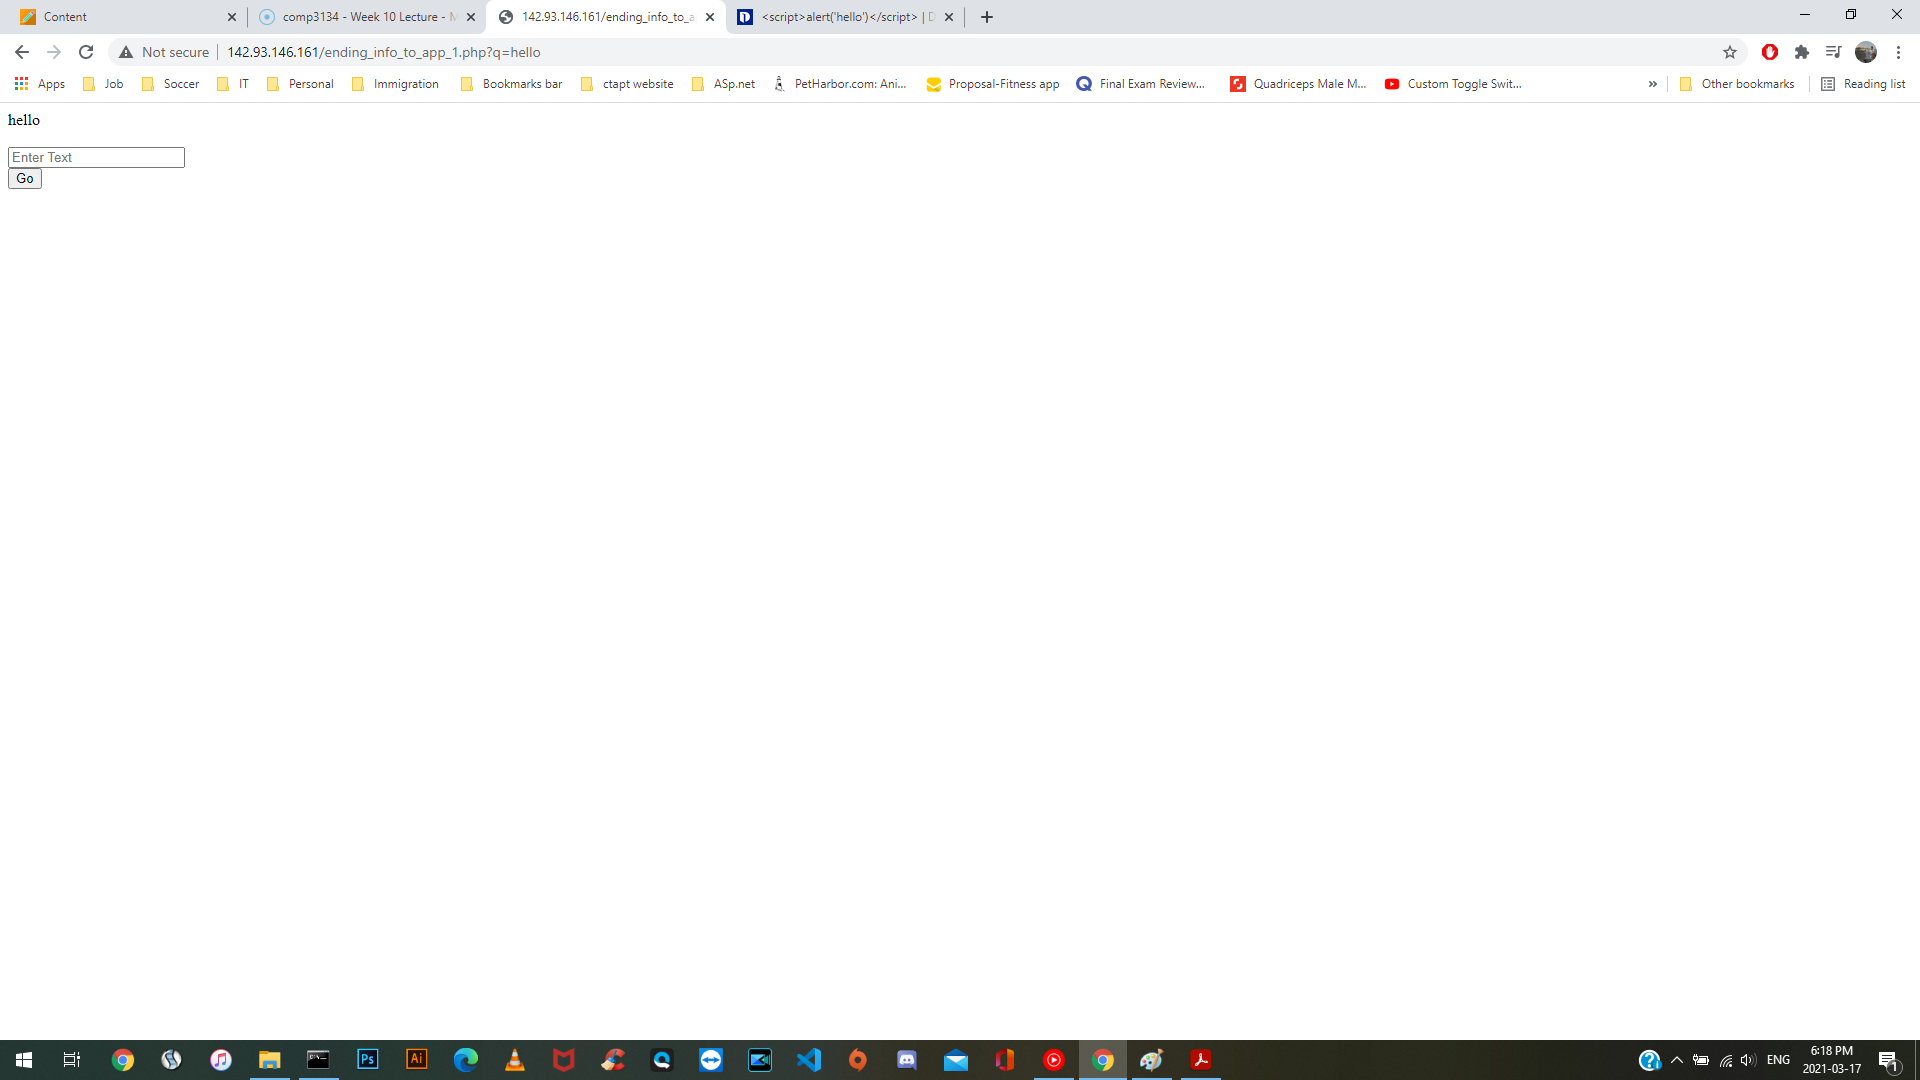 Content
comp3134 - Week 10 Lecture - M
142.93.146.161/ending_info_to_a
<script>alert('hello')</script> | D
Not secure
142.93.146.161/ending_info_to_app_1.php?q=hello
Apps
Job
Soccer
IT
Personal
Immigration
Bookmarks bar
ctapt website
ASp.net
PetHarbor.com: Ani...
Proposal-Fitness app
Final Exam Review...
Quadriceps Male M...
Custom Toggle Swit...
»
Other bookmarks
Reading list
hello
Enter Text
Go
Ps
Ai
ENG
6:18 PM
2021-03-17
1